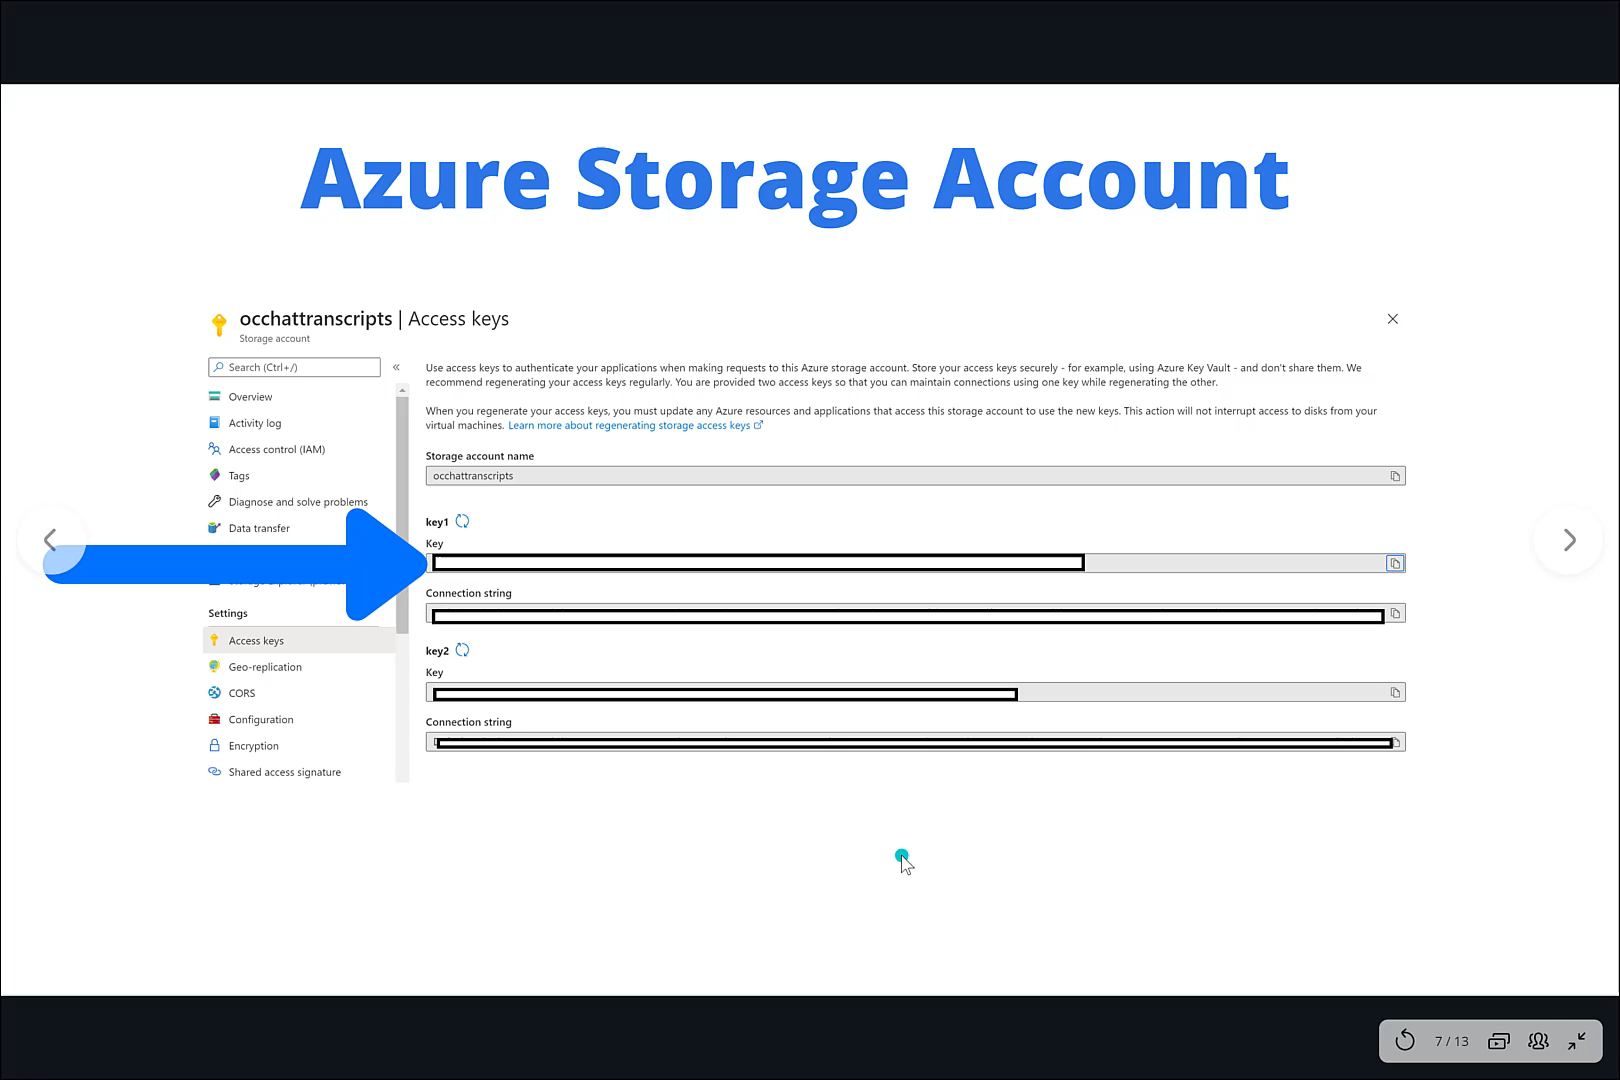 Azure Storage Account
occhattranscripts | Access keys
Storage account
Search (Ctrl+/)
«
Overview
Activity log
Access control (IAM)
Tags
Diagnose and solve problems
Data transfer
Settings
Access keys
Geo-replication
CORS
Configuration
Encryption
Shared access signature
Use access keys to authenticate your applications when making requests to this Azure storage account. Store your access keys securely - for example, using Azure Key Vault - and don't share them. We
recommend regenerating your access keys regularly. You are provided two access keys so that you can maintain connections using one key while regenerating the other.
When you regenerate your access keys, you must update any Azure resources and applications that access this storage account to use the new keys. This action will not interrupt access to disks from your
virtual machines. Learn more about regenerating storage access keys
Storage account name
occhattranscripts
key1
Key
Connection string
key2
Key
Connection string
7 / 13